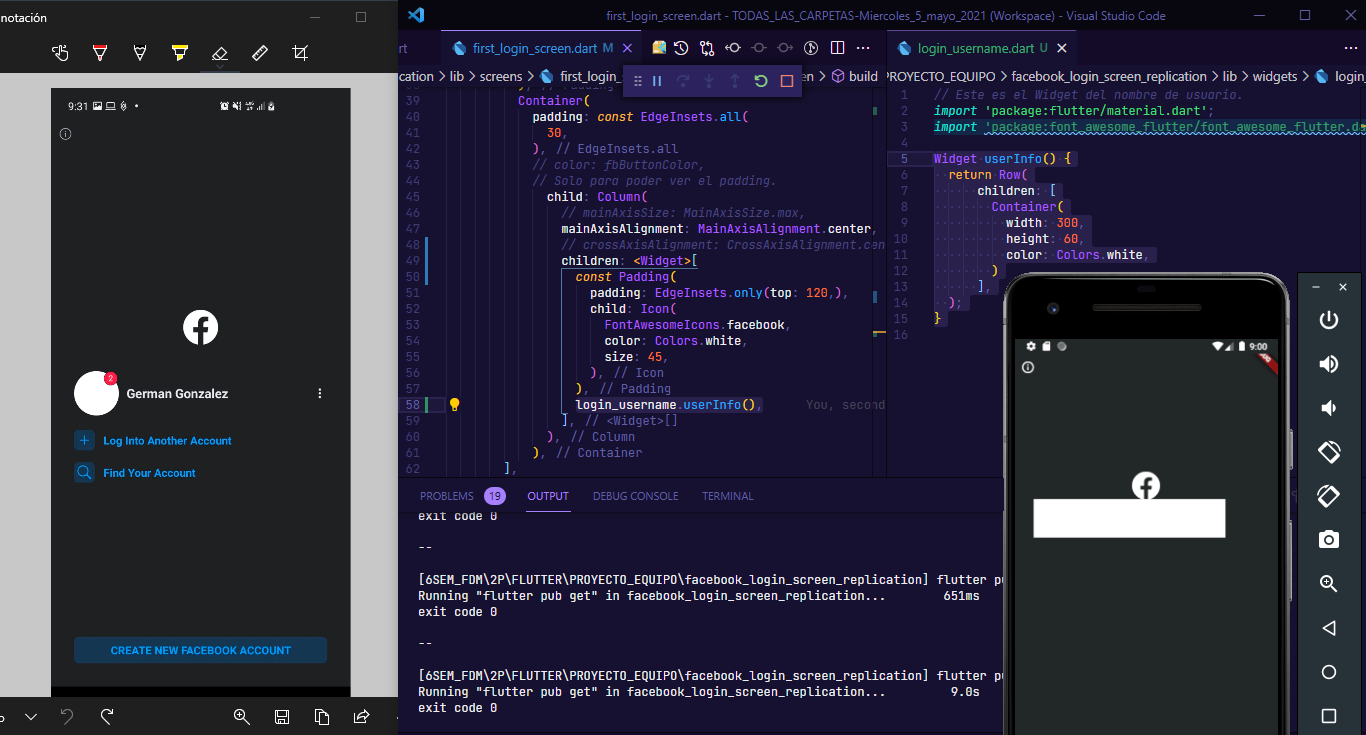 notación
9:31
2
German Gonzalez
Log Into Another Account
Find Your Account
CREATE NEW FACEBOOK ACCOUNT
first_login_screen.dart - TODAS_LAS_CARPETAS-Miercoles_5_mayo_2021 (Workspace) - Visual Studio Code
rt
first_login_screen.dart M
cation > lib > screens > first_login_
en > build
39 Container(
40 padding: const EdgeInsets.all(
41 30,
42 ), // EdgeInsets.all
43 // color: fbButtonColor,
44 // Solo para poder ver el padding.
45 child: Column(
46 // mainAxisSize: MainAxisSize.max,
47 mainAxisAlignment: MainAxisAlignment.center,
48 // crossAxisAlignment: CrossAxisAlignment.cen
49 children: <Widget>[
50 const Padding(
51 padding: EdgeInsets.only(top: 120,),
52 child: Icon(
53 FontAwesomeIcons.facebook,
54 color: Colors.white,
55 size: 45,
56 ), // Icon
57 ), // Padding
58 login_username.userInfo(), You, second
59 ], // <Widget>[]
60 ), // Column
61 ), // Container
62 ],
login_username.dart U
PROYECTO_EQUIPO > facebook_login_screen_replication > lib > widgets > login_
1 // Este es el Widget del nombre de usuario.
2 import 'package:flutter/material.dart';
3 import 'package:font_awesome_flutter/font_awesome_flutter.da
4
5 Widget userInfo() {
6 return Row(
7 children: [
8 Container(
9 width: 300,
10 height: 60,
11 color: Colors.white,
12 )
13 ],
14 );
15 }
16
PROBLEMS 19 OUTPUT DEBUG CONSOLE TERMINAL
exit code 0
--
[6SEM_FDM\2P\FLUTTER\PROYECTO_EQUIPO\facebook_login_screen_replication] flutter pu
Running "flutter pub get" in facebook_login_screen_replication... 651ms
exit code 0
--
[6SEM_FDM\2P\FLUTTER\PROYECTO_EQUIPO\facebook_login_screen_replication] flutter pu
Running "flutter pub get" in facebook_login_screen_replication... 9.0s
exit code 0
9:00